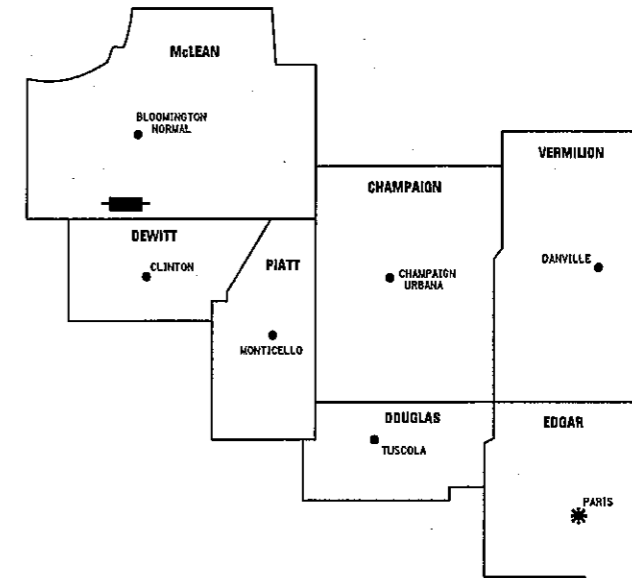 McLEAN
BLOOMINGTON
NORMAL
VERMILION
CHAMPAIGN
DEWITT
PIATT
DANVILLE
CLINTON
CHAMPAIGN
URBANA
MONTICELLO
DOUGLAS
EDGAR
TUSCOLA
PARIS